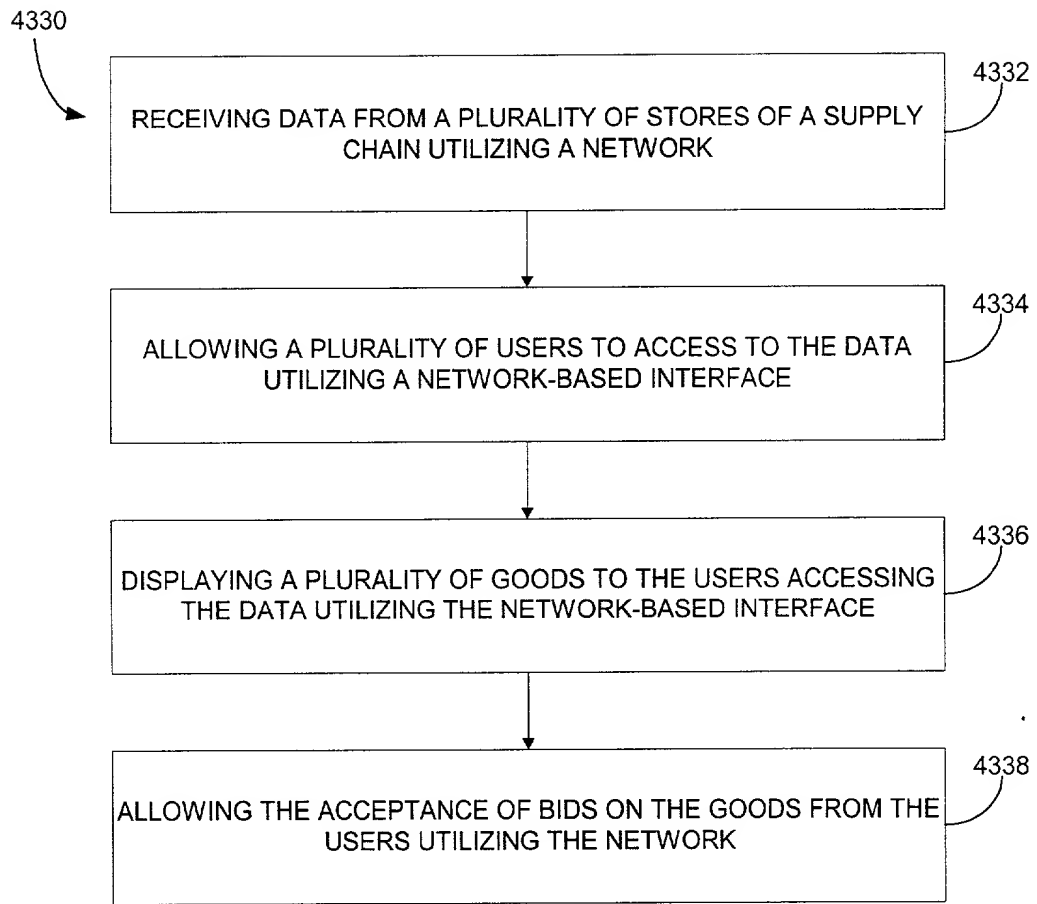 4330
4332
RECEIVING DATA FROM A PLURALITY OF STORES OF A SUPPLY
CHAIN UTILIZING A NETWORK
4334
ALLOWING A PLURALITY OF USERS TO ACCESS TO THE DATA
UTILIZING A NETWORK-BASED INTERFACE
4336
DISPLAYING A PLURALITY OF GOODS TO THE USERS ACCESSING
THE DATA UTILIZING THE NETWORK-BASED INTERFACE
4338
ALLOWING THE ACCEPTANCE OF BIDS ON THE GOODS FROM THE
USERS UTILIZING THE NETWORK